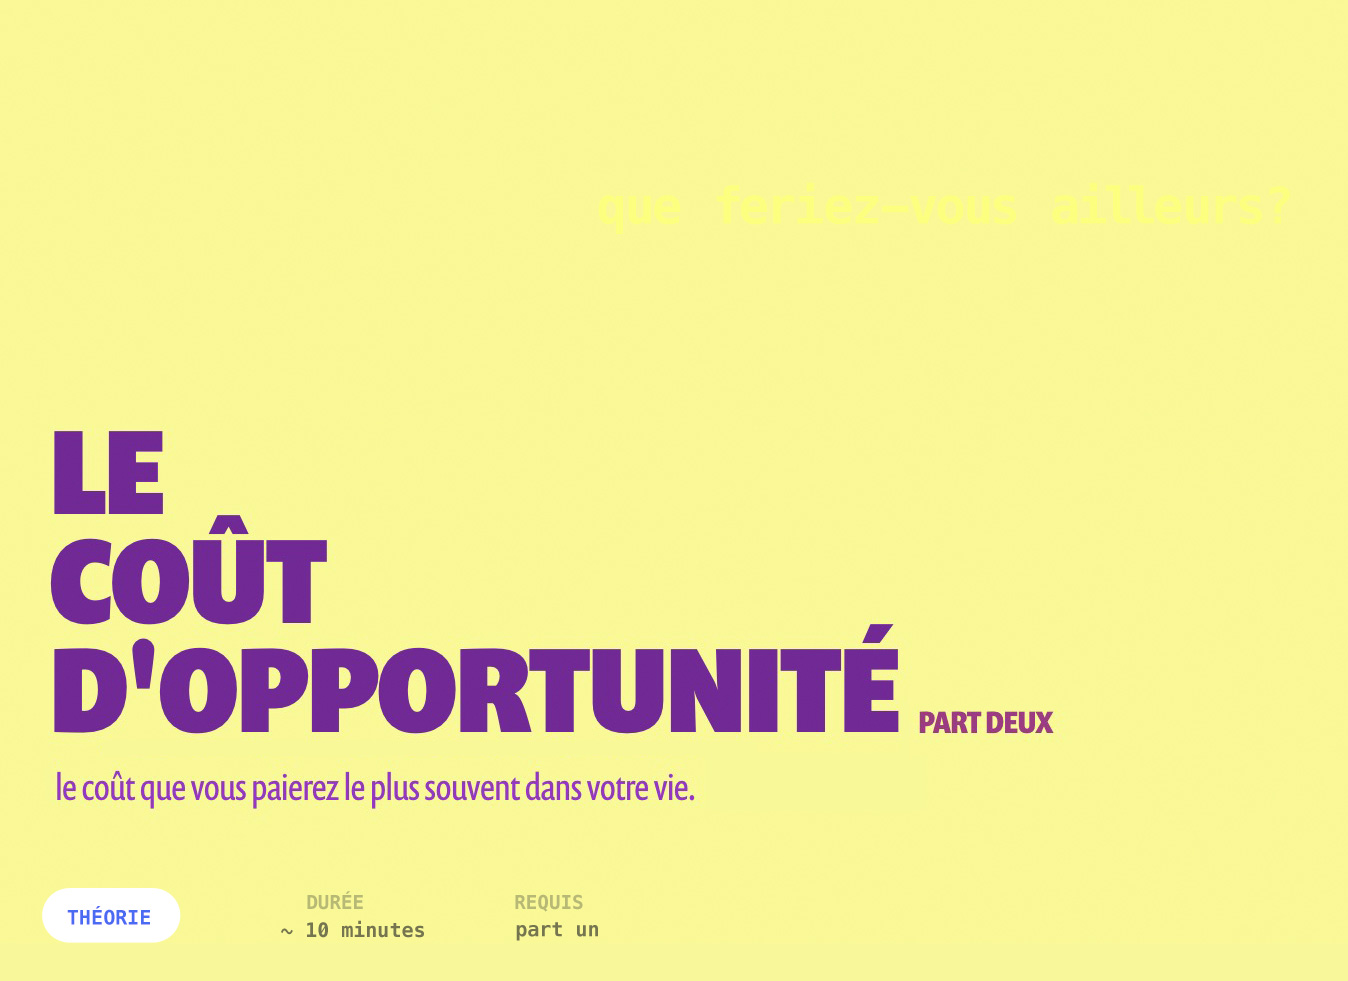 que feriez-vous ailleurs?
LE
COÛT
D'OPPORTUNITÉ PART DEUX
le coût que vous paierez le plus souvent dans votre vie.
THÉORIE
DURÉE
~ 10 minutes
REQUIS
part un